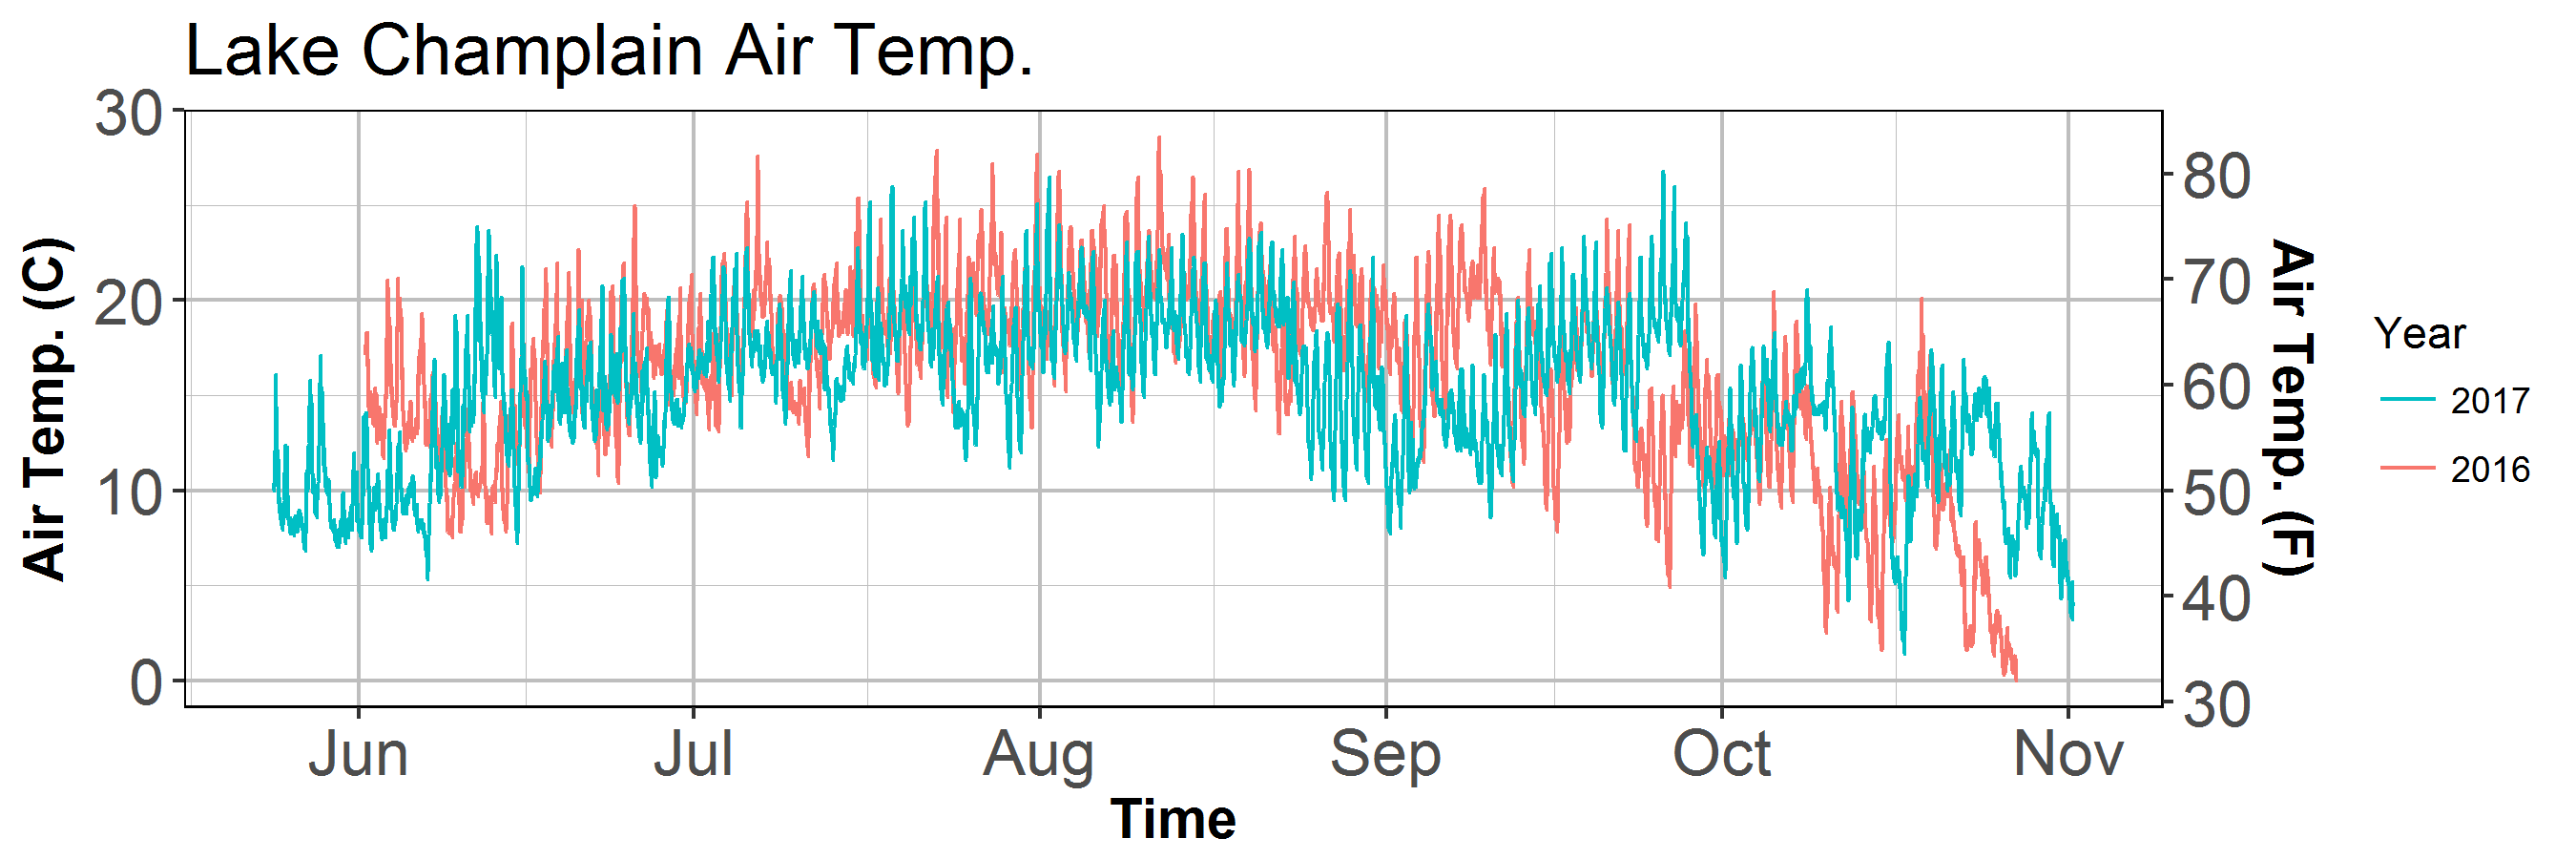 Lake Champlain Air Temp.
30
20
10
0
Air Temp. (C)
80
70
60
50
40
30
Air Temp. (F)
Jun Jul Aug Sep Oct Nov
Time
Year
2017
2016